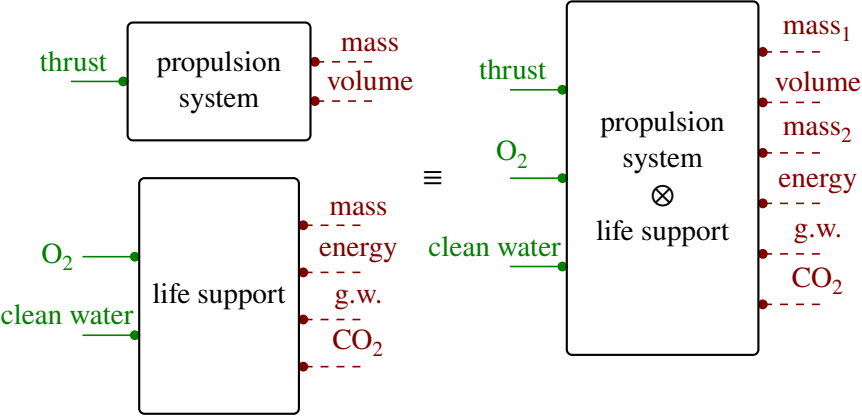 thrust
propulsion
system
mass
volume
O₂
clean water
life support
mass
energy
g.w.
CO₂
≡
thrust
O₂
clean water
propulsion
system
⊗
life support
mass₁
volume
mass₂
energy
g.w.
CO₂